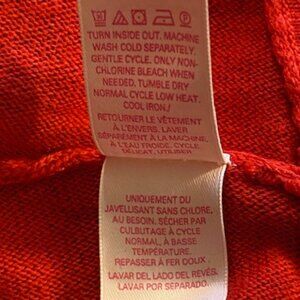 TURN INSIDE OUT. MACHINE
WASH COLD SEPARATELY.
GENTLE CYCLE. ONLY NON-
CHLORINE BLEACH WHEN
NEEDED. TUMBLE DRY
NORMAL CYCLE LOW HEAT.
COOL IRON./
RETOURNER LE VÊTEMENT
À L'ENVERS. LAVER
SÉPARÉMENT À LA MACHINE,
À L'EAU FROIDE. CYCLE
DÉLICAT. UTILISER
UNIQUEMENT DU
JAVELLISANT SANS CHLORE,
AU BESOIN. SÉCHER PAR
CULBUTAGE À CYCLE
NORMAL, À BASSE
TEMPÉRATURE.
REPASSER À FER DOUX. /
LAVAR DEL LADO DEL REVÉS.
LAVAR POR SEPARADO